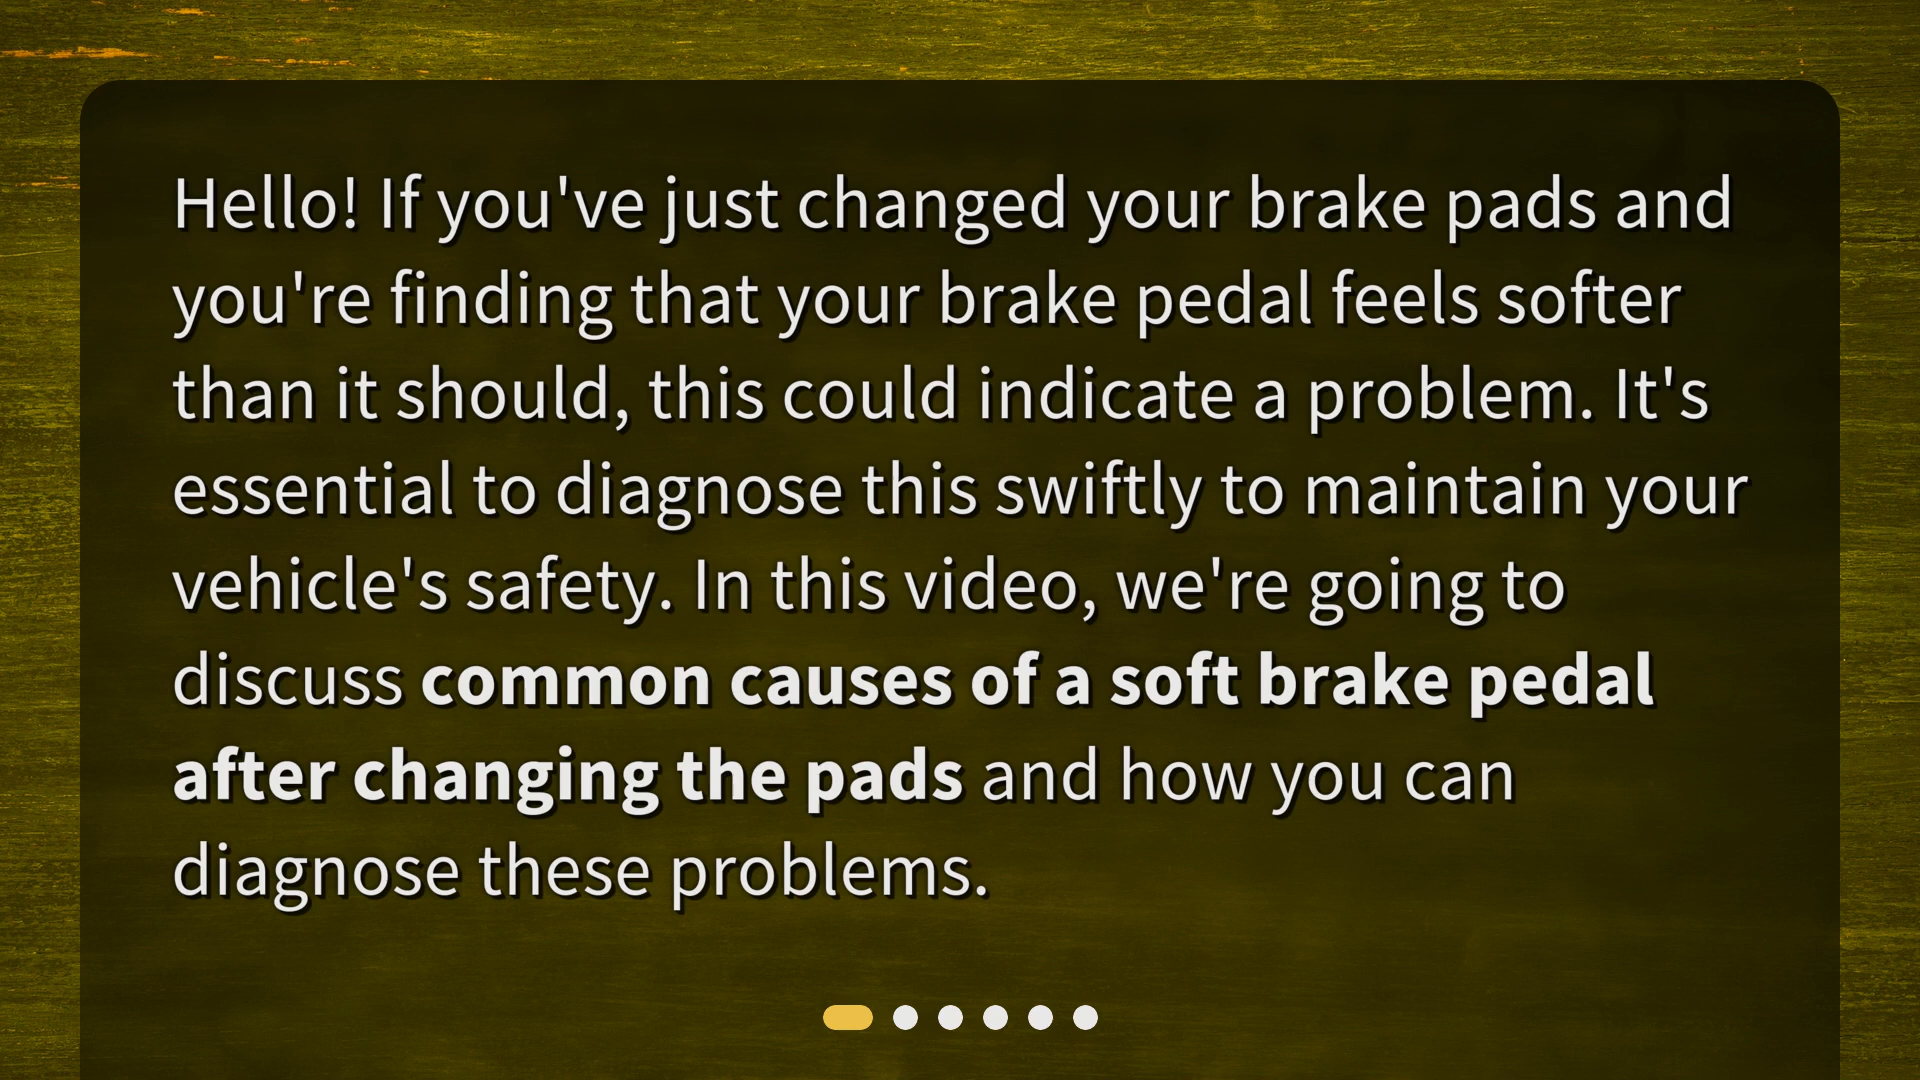 Hello! If you've just changed your brake pads and
you're finding that your brake pedal feels softer
than it should, this could indicate a problem. It's
essential to diagnose this swiftly to maintain your
vehicle's safety. In this video, we're going to
discuss common causes of a soft brake pedal
after changing the pads and how you can
diagnose these problems.